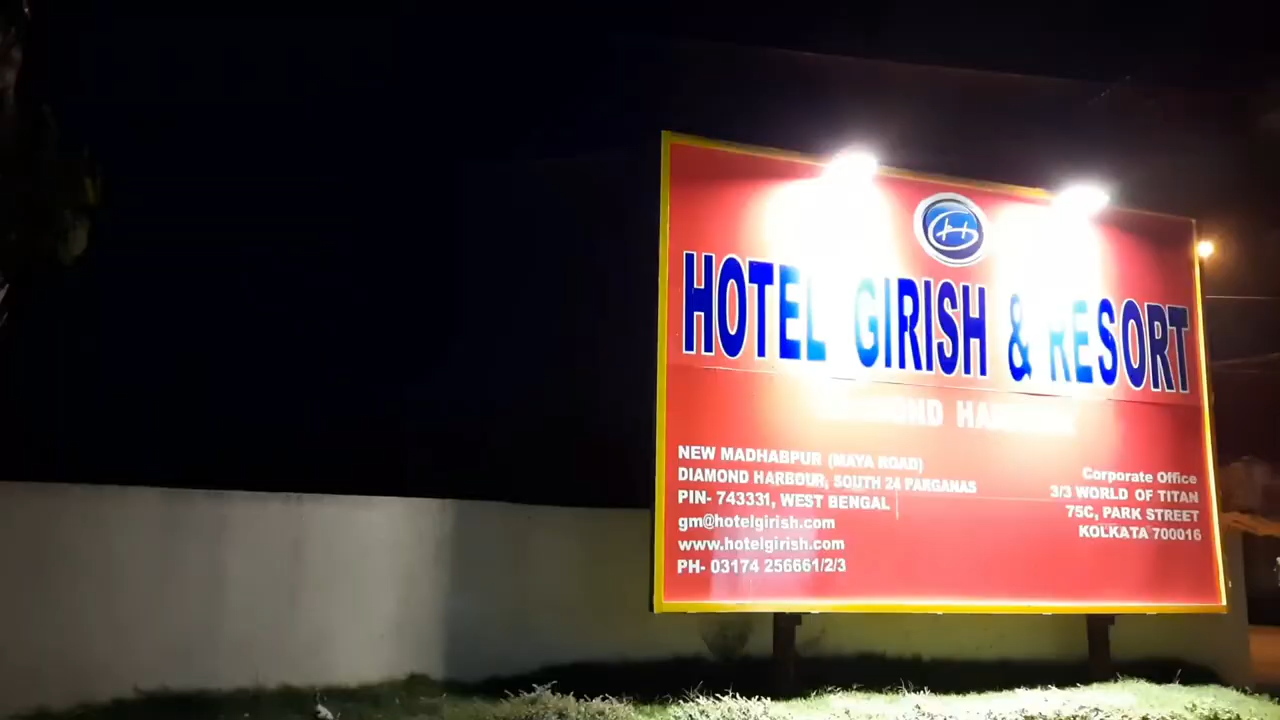 HOTEL GIRISH & RESORT
NEW MADHABPUR (MAYA ROAD)
DIAMOND HARBOUR, SOUTH 24 PARGANAS
PIN- 743331, WEST BENGAL
gm@hotelgirish.com
www.hotelgirish.com
PH- 03174 256661/2/3
Corporate Office
3/3 WORLD OF TITAN
75C, PARK STREET
KOLKATA 700016